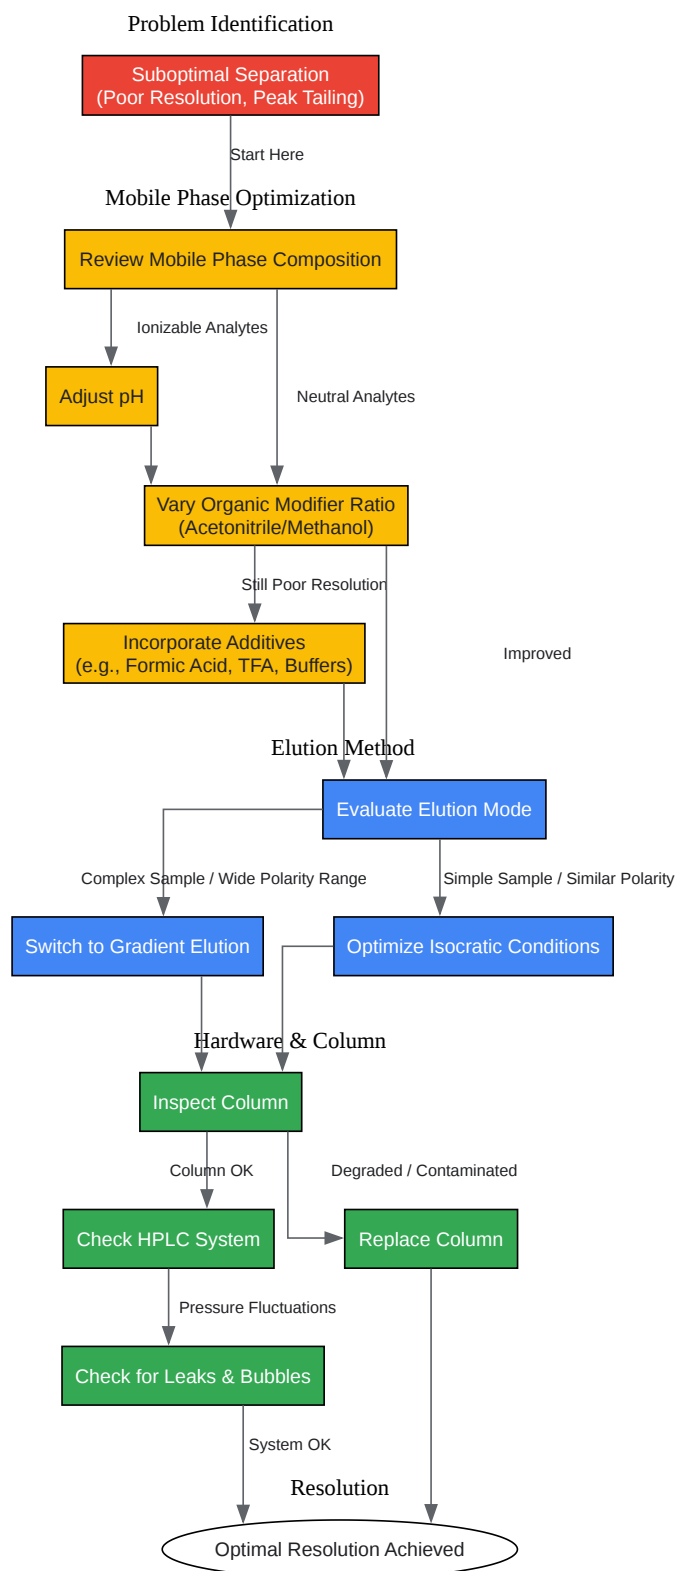 Problem Identification
Suboptimal Separation
(Poor Resolution, Peak Tailing)
Start Here
Mobile Phase Optimization
Review Mobile Phase Composition
Ionizable Analytes
Adjust pH
Neutral Analytes
Vary Organic Modifier Ratio
(Acetonitrile/Methanol)
Still Poor Resolution
Incorporate Additives
(e.g., Formic Acid, TFA, Buffers)
Improved
Elution Method
Evaluate Elution Mode
Complex Sample / Wide Polarity Range
Simple Sample / Similar Polarity
Switch to Gradient Elution
Optimize Isocratic Conditions
Hardware & Column
Inspect Column
Column OK
Degraded / Contaminated
Check HPLC System
Replace Column
Pressure Fluctuations
Check for Leaks & Bubbles
System OK
Resolution
Optimal Resolution Achieved